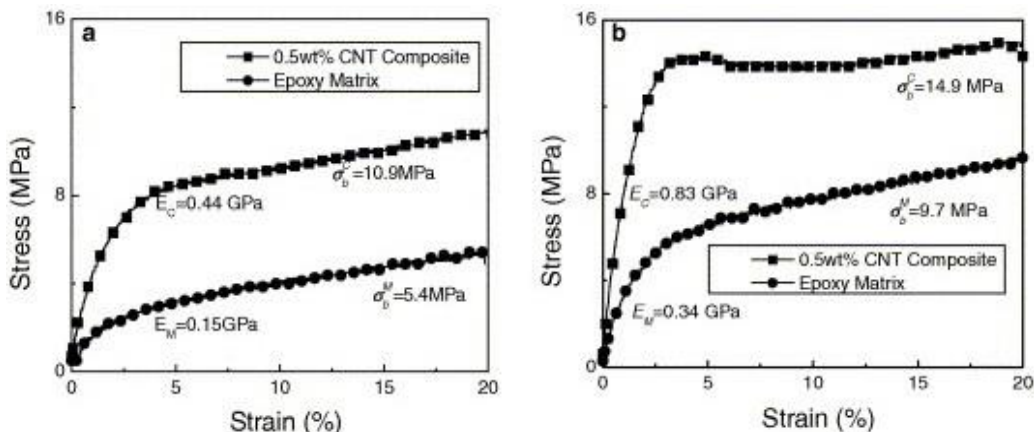 a
16
0.5wt% CNT Composite
Epoxy Matrix
8
0
Stress (MPa)
E_C=0.44 GPa
σ_b^C=10.9MPa
E_M=0.15GPa
σ_b^M=5.4MPa
0 5 10 15 20
Strain (%)
b
16
8
0
Stress (MPa)
σ_b^C=14.9 MPa
E_C=0.83 GPa
σ_b^M=9.7 MPa
0.5wt% CNT Composite
Epoxy Matrix
E_M=0.34 GPa
0 5 10 15 20
Strain (%)